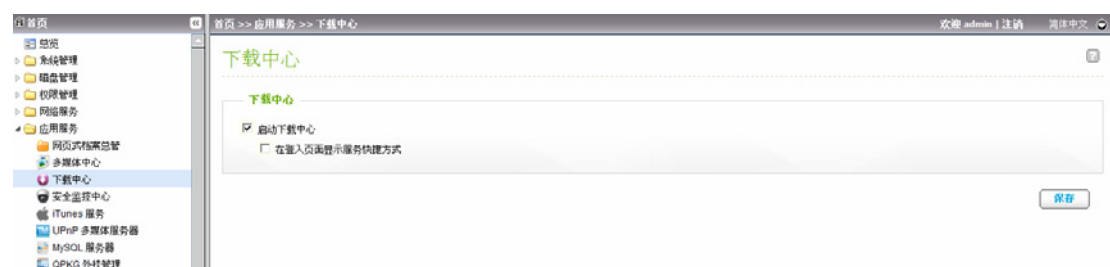 首页
首页 >> 应用服务 >> 下载中心
欢迎 admin | 注销
简体中文
总览
系统管理
磁盘管理
权限管理
网络服务
应用服务
网页式档案总管
多媒体中心
下载中心
安全监控中心
iTunes 服务
UPnP 多媒体服务器
MySQL 服务器
QPKG 外挂管理
下载中心
下载中心
启动下载中心
在登入页面显示服务快捷方式
保存